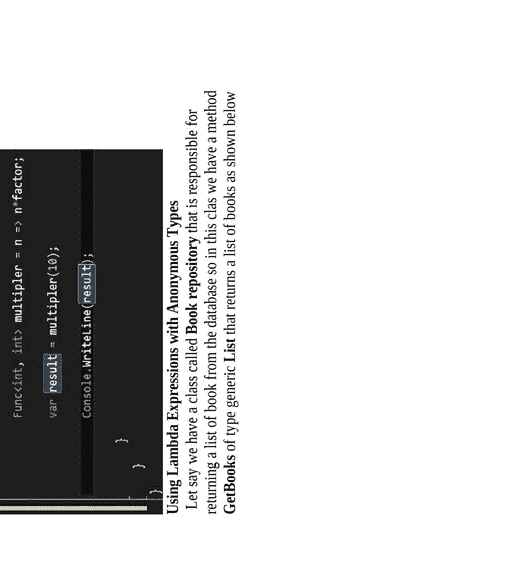 Func<int, int> multipler = n => n*factor;
var result = multipler(10);
Console.WriteLine(result);
}
}
}
Using Lambda Expressions with Anonymous Types
Let say we have a class called Book repository that is responsible for
returning a list of book from the database so in this clas we have a method
GetBooks of type generic List that returns a list of books as shown below